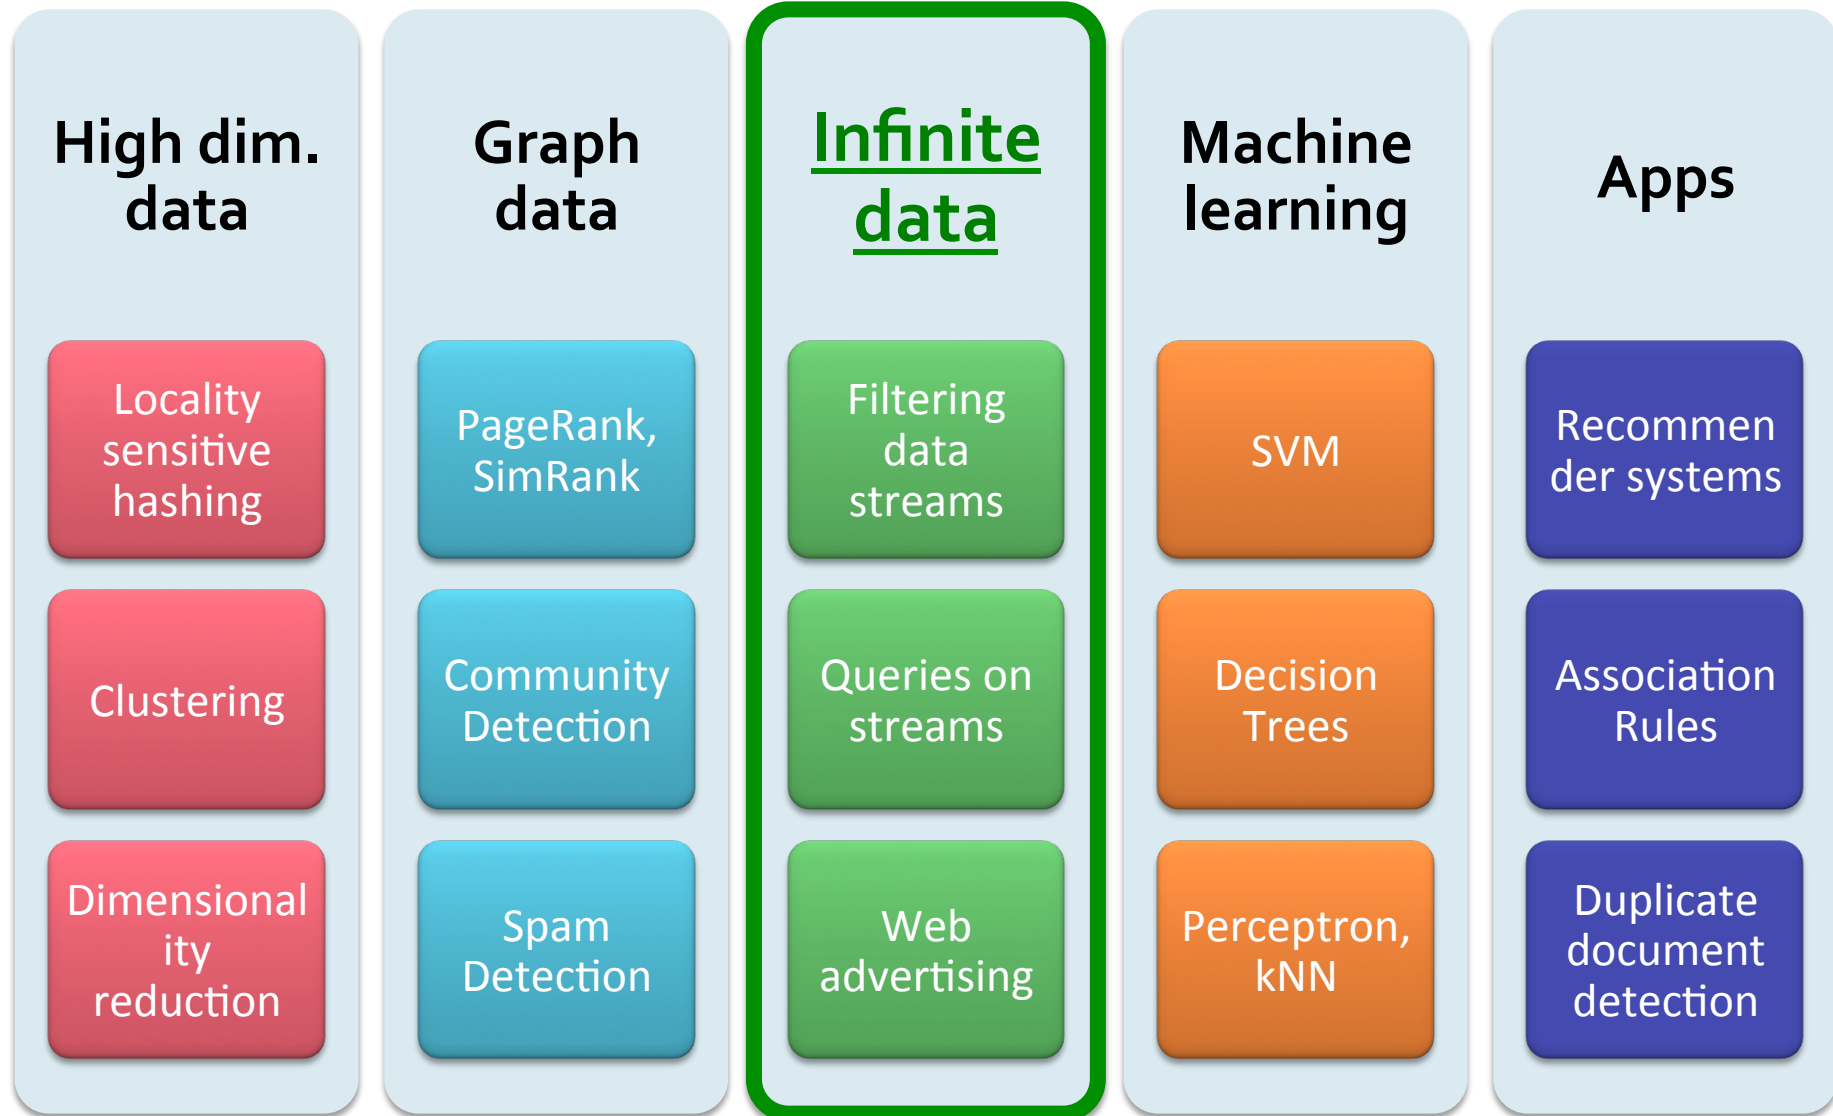 High dim.
data
Graph
data
Infinite
data
Machine
learning
Apps
Locality
sensitive
hashing
PageRank,
SimRank
Filtering
data
streams
SVM
Recommen
der systems
Clustering
Community
Detection
Queries on
streams
Decision
Trees
Association
Rules
Dimensional
ity
reduction
Spam
Detection
Web
advertising
Perceptron,
kNN
Duplicate
document
detection